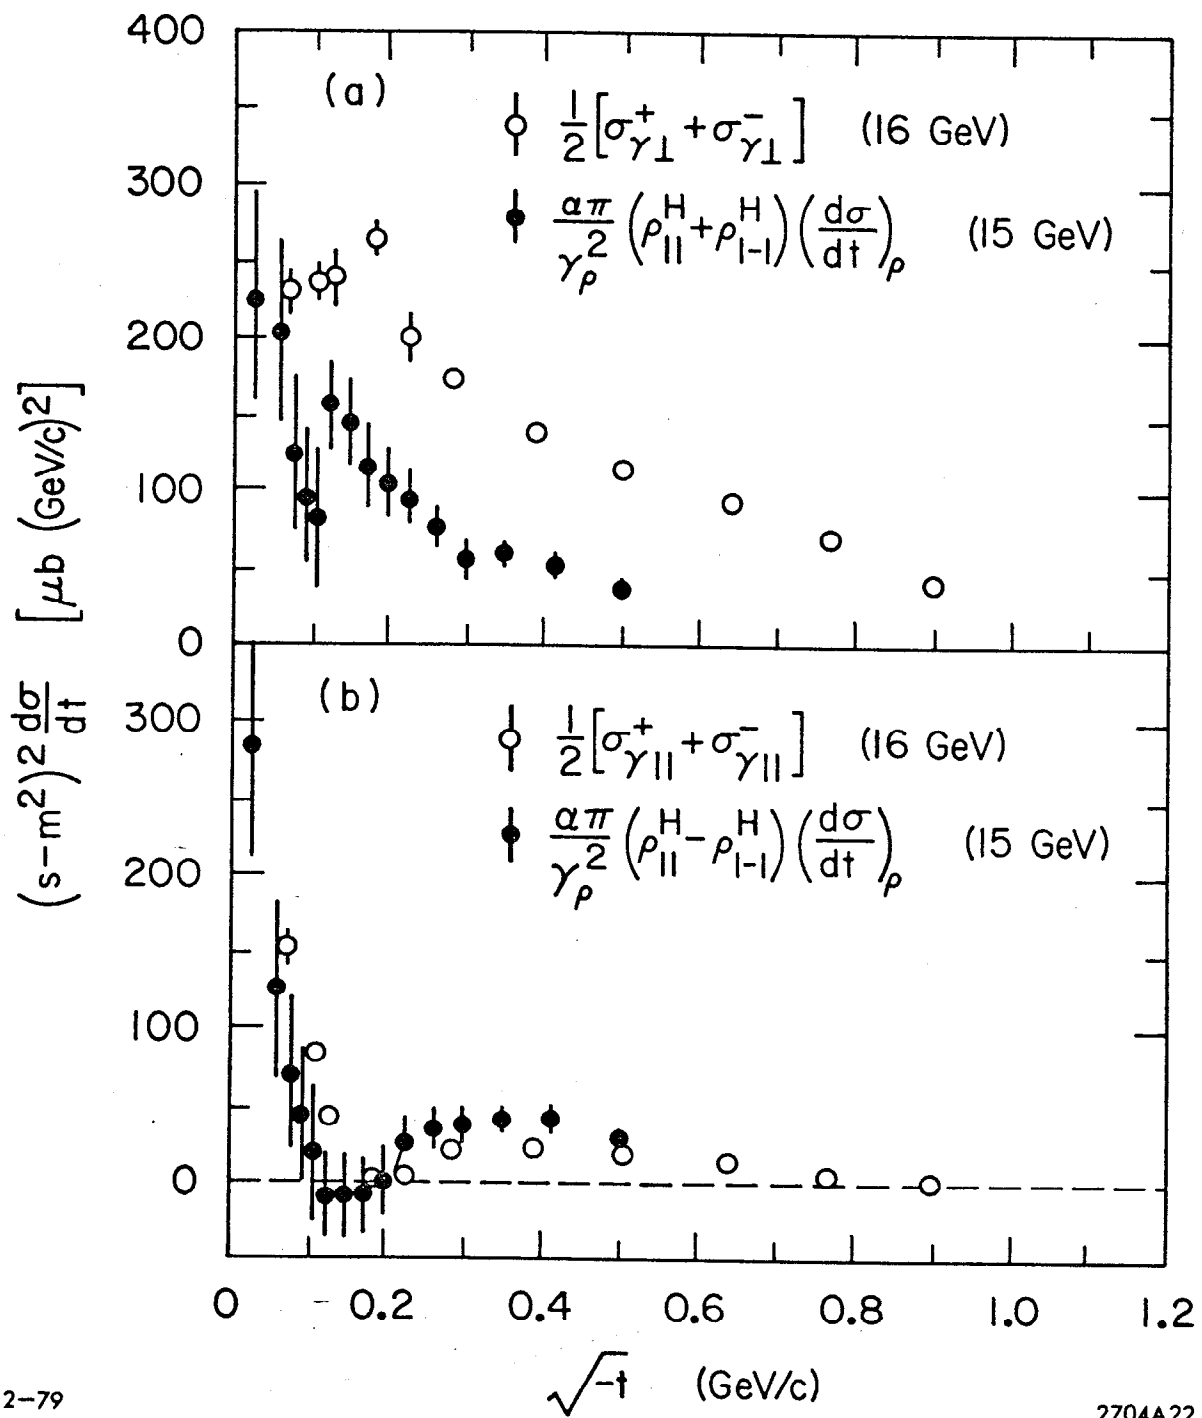 400
(a)
½[σ⁺γ⊥ + σ⁻γ⊥] (16 GeV)
300
απ/γρ² (ρᴴ₁₁ + ρᴴ₁₋₁) (dσ/dt)ρ (15 GeV)
200
100
0
(s−m²)² dσ/dt [μb (GeV/c)²]
(b)
300
½[σ⁺γ|| + σ⁻γ||] (16 GeV)
απ/γρ² (ρᴴ₁₁ − ρᴴ₁₋₁) (dσ/dt)ρ (15 GeV)
200
100
0
0 0.2 0.4 0.6 0.8 1.0 1.2
√−t (GeV/c)
2–79
2704A22